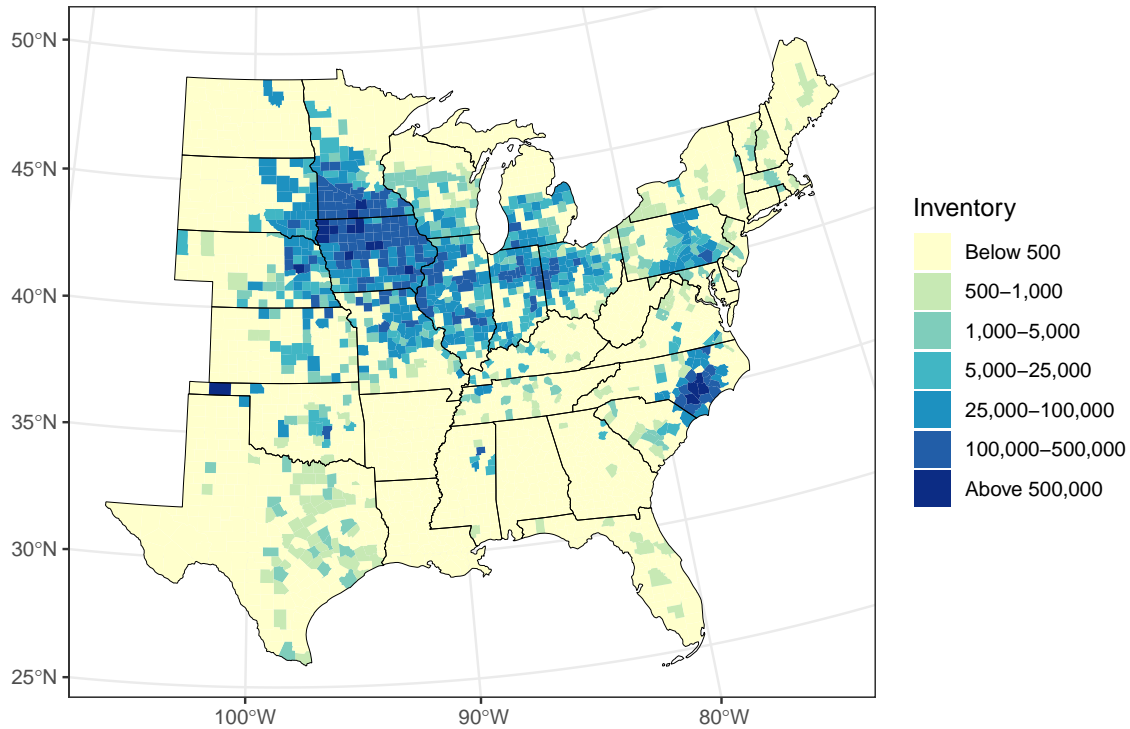 50°N
45°N
40°N
35°N
30°N
25°N
100°W
90°W
80°W
Inventory
Below 500
500–1,000
1,000–5,000
5,000–25,000
25,000–100,000
100,000–500,000
Above 500,000